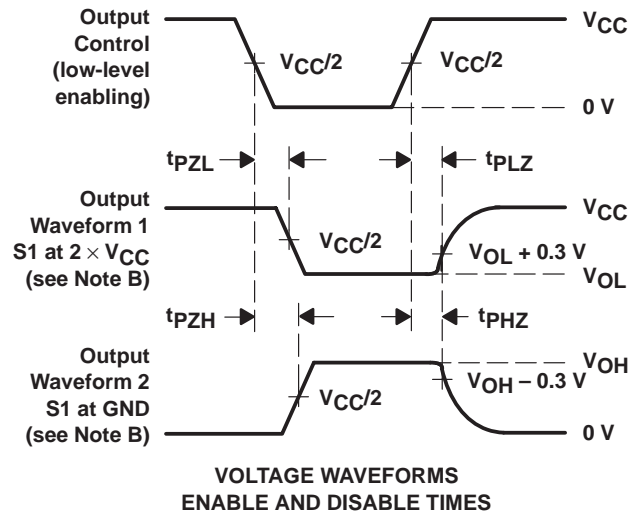 Output
Control
(low-level
enabling)
VCC/2
VCC/2
VCC
0 V
tPZL
tPLZ
Output
Waveform 1
S1 at 2 × VCC
(see Note B)
VCC/2
VCC
VOL + 0.3 V
VOL
tPZH
tPHZ
Output
Waveform 2
S1 at GND
(see Note B)
VCC/2
VOH
VOH − 0.3 V
0 V
VOLTAGE WAVEFORMS
ENABLE AND DISABLE TIMES